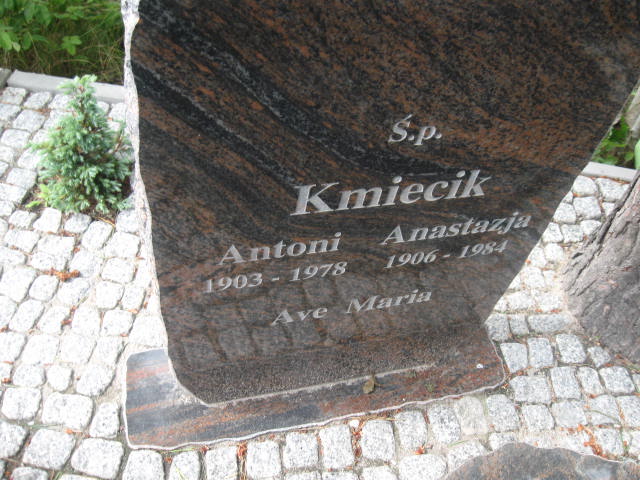 Ś.p.
Kmiecik
Antoni Anastazja
1903 - 1978 1906 - 1984
Ave Maria